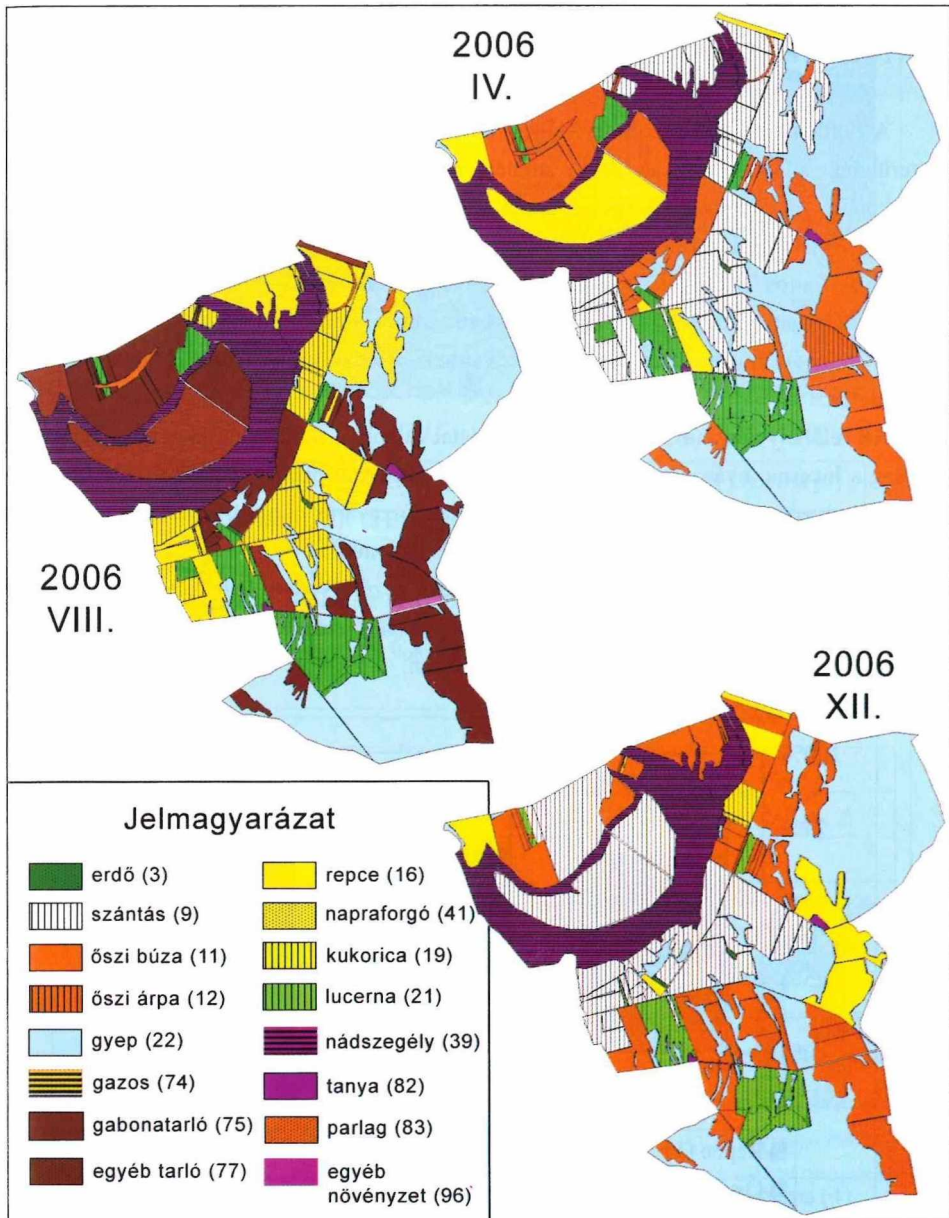 2006
IV.
2006
VIII.
2006
XII.
Jelmagyarázat
erdő (3)
szántás (9)
őszi búza (11)
őszi árpa (12)
gyep (22)
gazos (74)
gabonatarló (75)
egyéb tarló (77)
repce (16)
napraforgó (41)
kukorica (19)
lucerna (21)
nádszegély (39)
tanya (82)
parlag (83)
egyéb
növényzet (96)